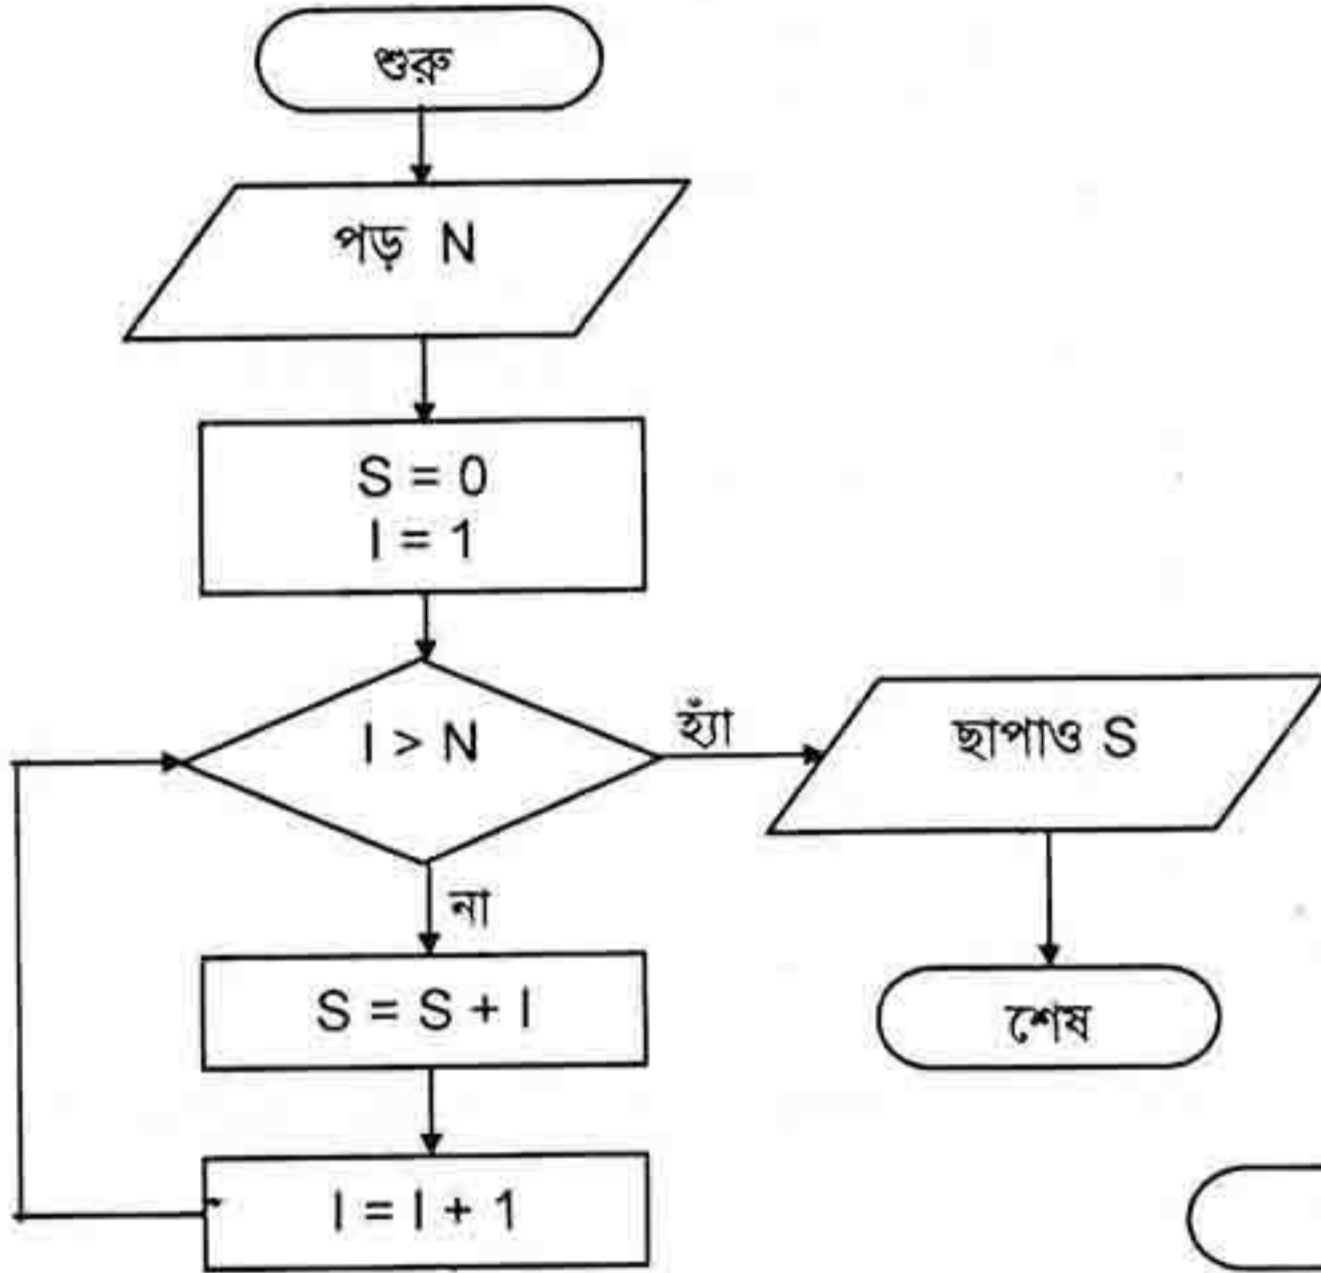 শুরু
পড় N
S = 0
I = 1
I > N
হ্যাঁ
ছাপাও S
না
S = S + I
শেষ
I = I + 1